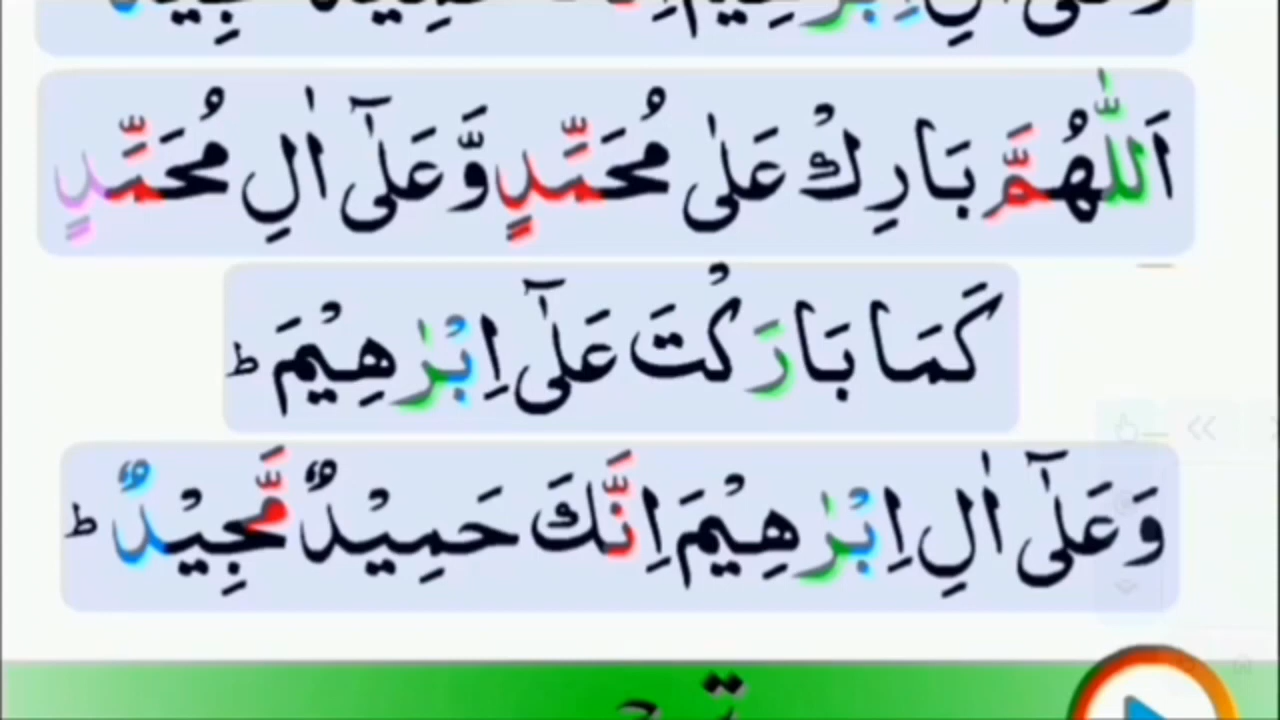 وَعَلٰٓى اٰلِ اِبْرٰهِيْمَ اِنَّكَ حَمِيْدٌ
اَللّٰهُمَّ بَارِكْ عَلٰى مُحَمَّدٍ وَّعَلٰٓى اٰلِ مُحَمَّدٍ
كَمَا بَارَكْتَ عَلٰٓى اِبْرٰهِيْمَ ؕ
وَعَلٰٓى اٰلِ اِبْرٰهِيْمَ اِنَّكَ حَمِيْدٌ مَّجِيْدٌ ؕ